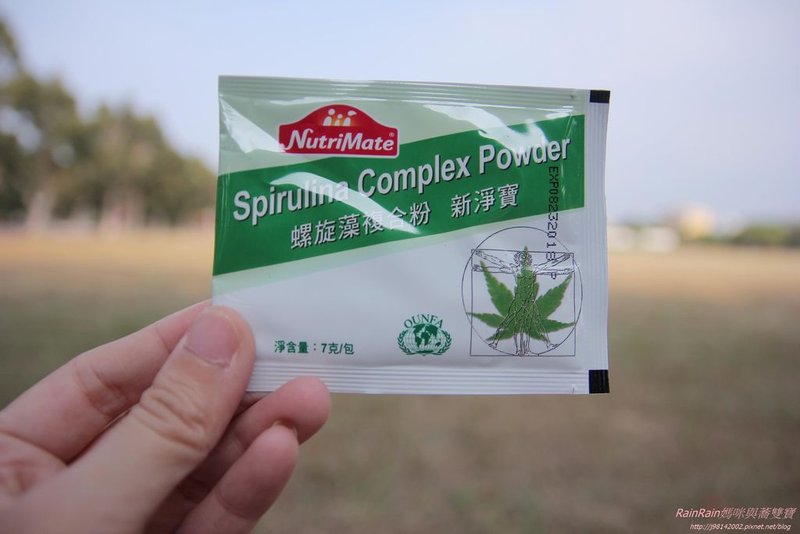 NutriMate®
Spirulina Complex Powder
螺旋藻複合粉 新淨寶
EXP08232018 P
淨含量：7克/包
OUNFA
RainRain媽咪與蕎雙寶
http://j98142002.pixnet.net/blog